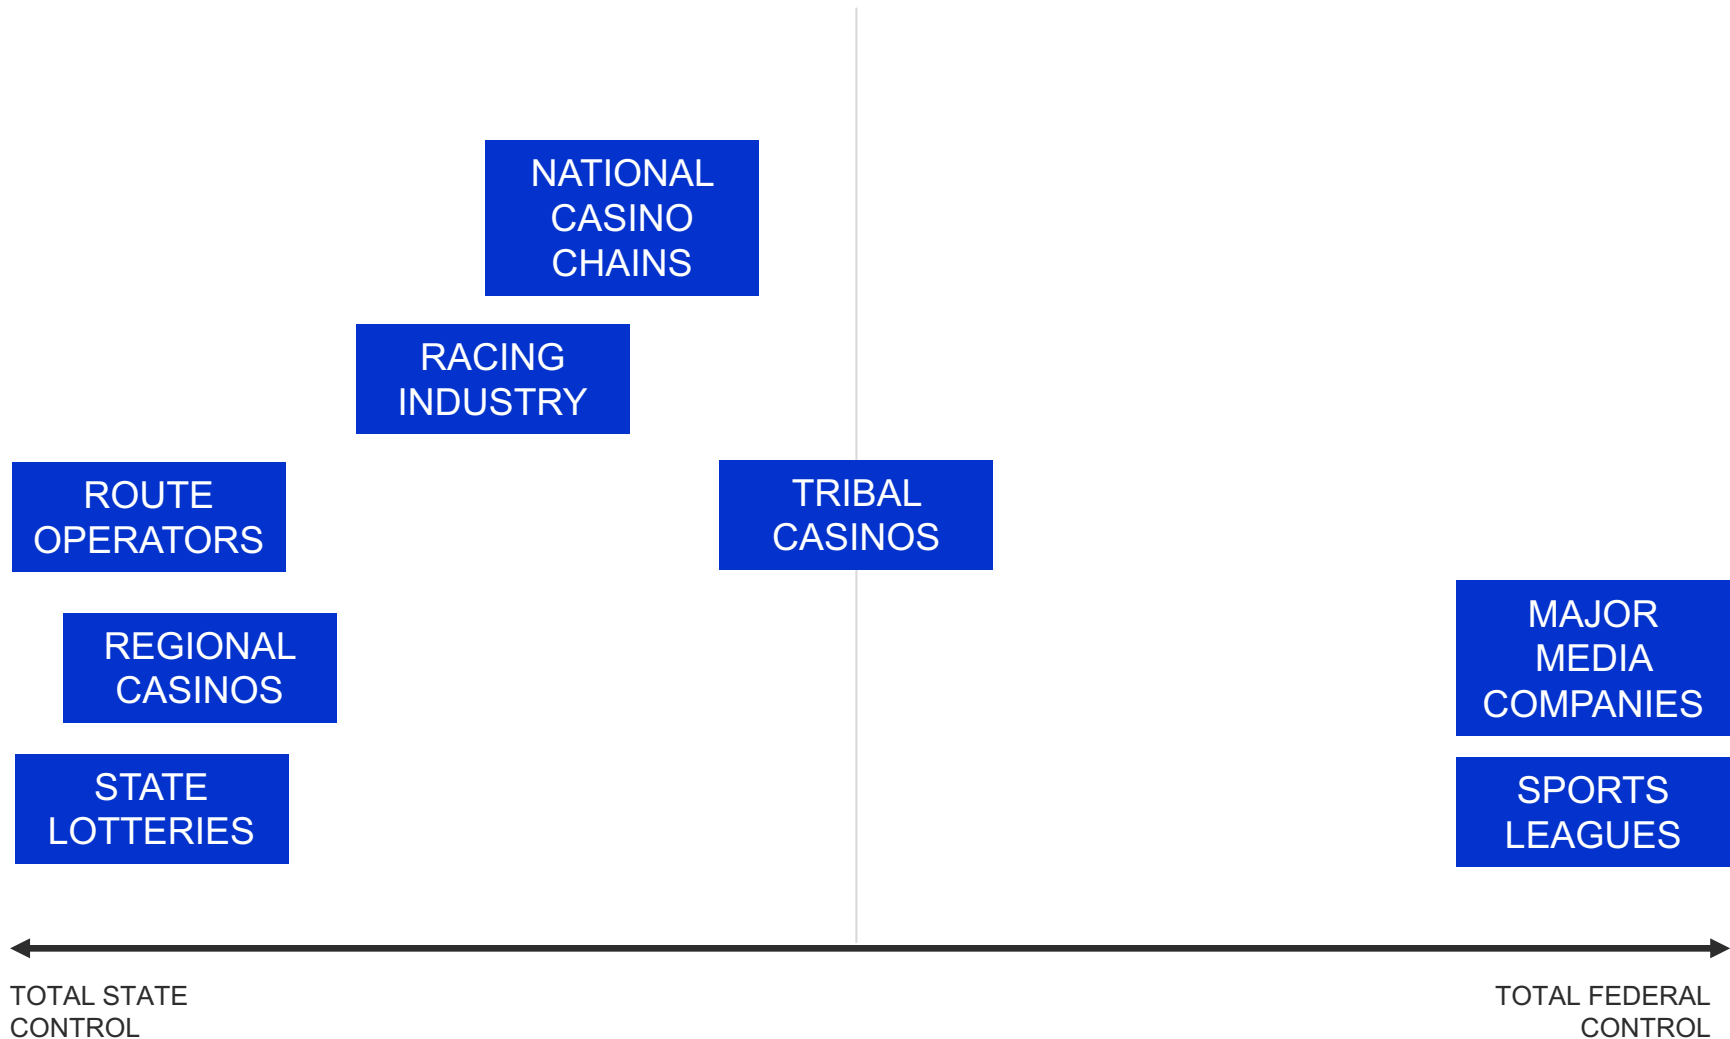 NATIONAL
CASINO
CHAINS
RACING
INDUSTRY
ROUTE
OPERATORS
TRIBAL
CASINOS
REGIONAL
CASINOS
MAJOR
MEDIA
COMPANIES
STATE
LOTTERIES
SPORTS
LEAGUES
TOTAL STATE
CONTROL
TOTAL FEDERAL
CONTROL